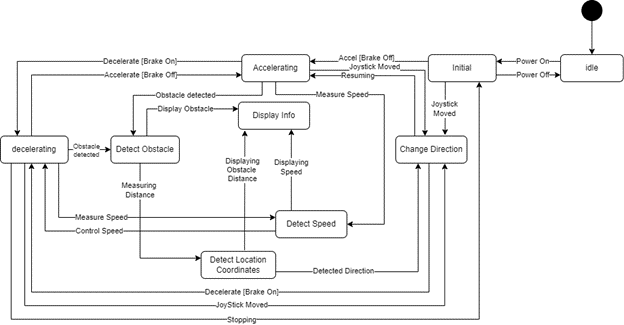 Decelerate [Brake On]
Accelerating
Accel [Brake Off]
Joystick Moved
Resuming
Initial
Power On
Power Off
idle
Accelerate [Brake Off]
Obstacle detected
Measure Speed
Display Obstacle
Display Info
Joystick
Moved
decelerating
Obstacle
detected
Detect Obstacle
Displaying
Obstacle
Distance
Displaying
Speed
Change Direction
Measuring
Distance
Measure Speed
Control Speed
Detect Speed
Detect Location
Coordinates
Detected Direction
Decelerate [Brake On]
JoyStick Moved
Stopping